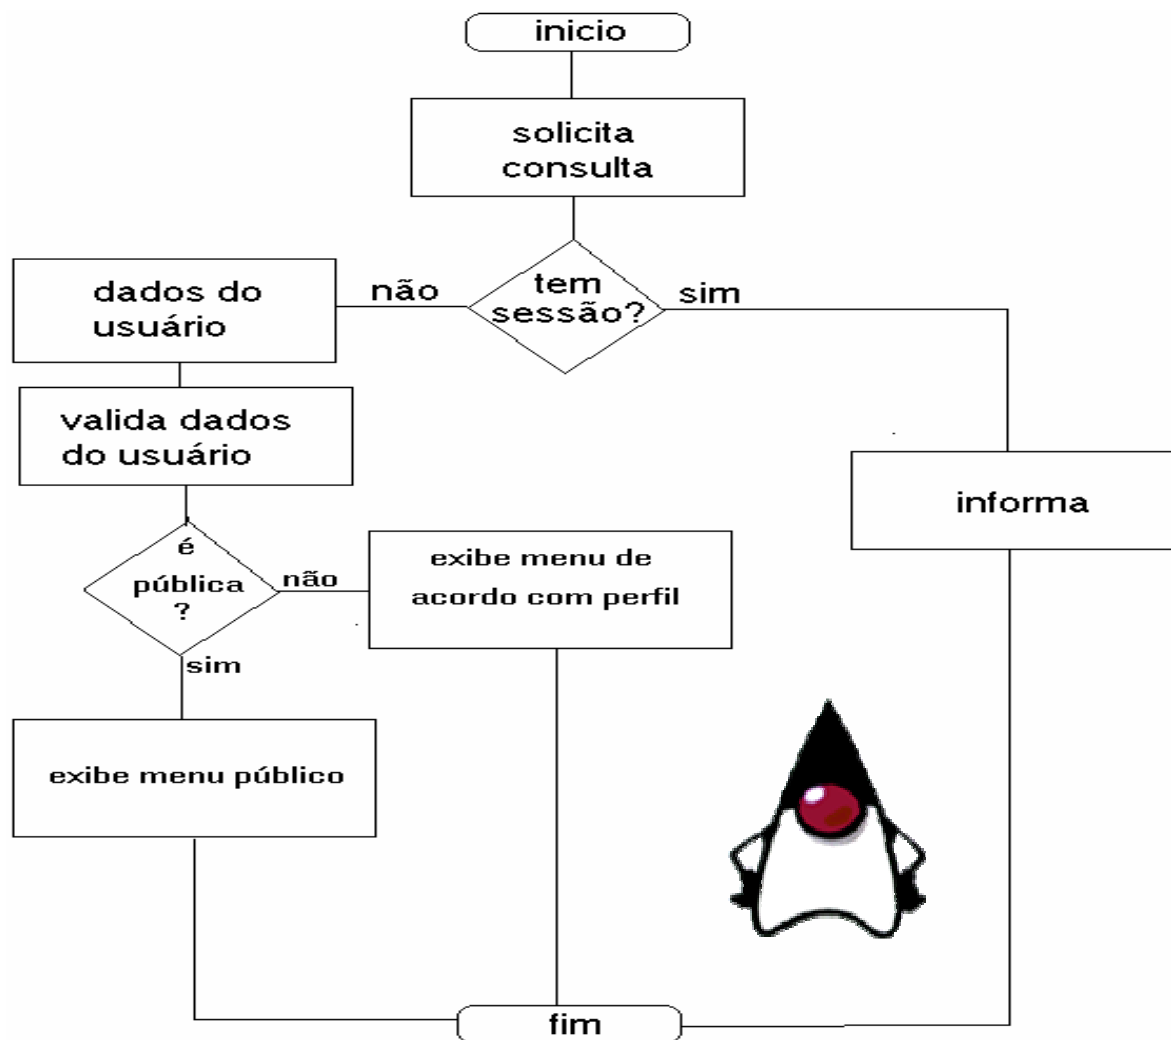 inicio
solicita
consulta
tem
sessão?
não
sim
dados do
usuário
valida dados
do usuário
informa
é
pública
?
não
sim
exibe menu de
acordo com perfil
exibe menu público
fim